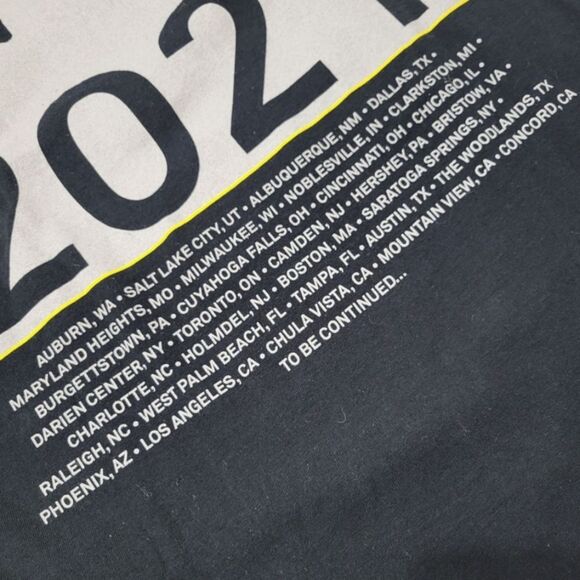 2021
AUBURN, WA • SALT LAKE CITY, UT • ALBUQUERQUE, NM • DALLAS, TX •
MARYLAND HEIGHTS, MO • MILWAUKEE, WI • NOBLESVILLE, IN • CLARKSTON, MI •
BURGETTSTOWN, PA • CUYAHOGA FALLS, OH • CINCINNATI, OH • CHICAGO, IL •
DARIEN CENTER, NY • TORONTO, ON • CAMDEN, NJ • HERSHEY, PA • BRISTOW, VA •
CHARLOTTE, NC • HOLMDEL, NJ • BOSTON, MA • SARATOGA SPRINGS, NY •
RALEIGH, NC • WEST PALM BEACH, FL • TAMPA, FL • AUSTIN, TX • THE WOODLANDS, TX
PHOENIX, AZ • LOS ANGELES, CA • CHULA VISTA, CA • MOUNTAIN VIEW, CA • CONCORD, CA
TO BE CONTINUED...